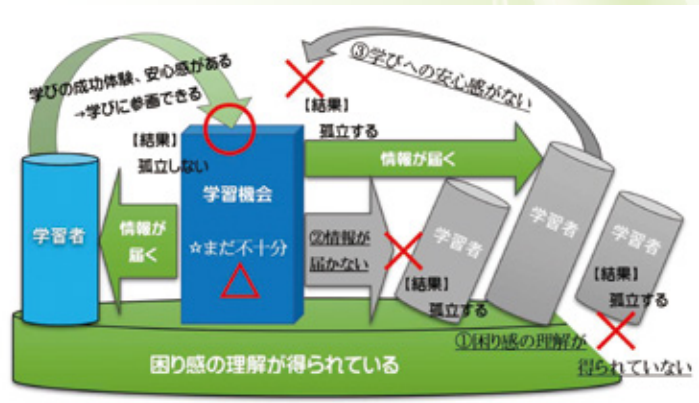 学びの成功体験、安心感がある
→学びに参画できる
【結果】
孤立しない
学習者
情報が
届く
学習機会
☆まだ不十分
③学びへの安心感がない
【結果】
孤立する
情報が届く
②情報が
届かない
学習者
【結果】
孤立する
学習者
学習者
【結果】
孤立する
①困り感の理解が
得られていない
困り感の理解が得られている